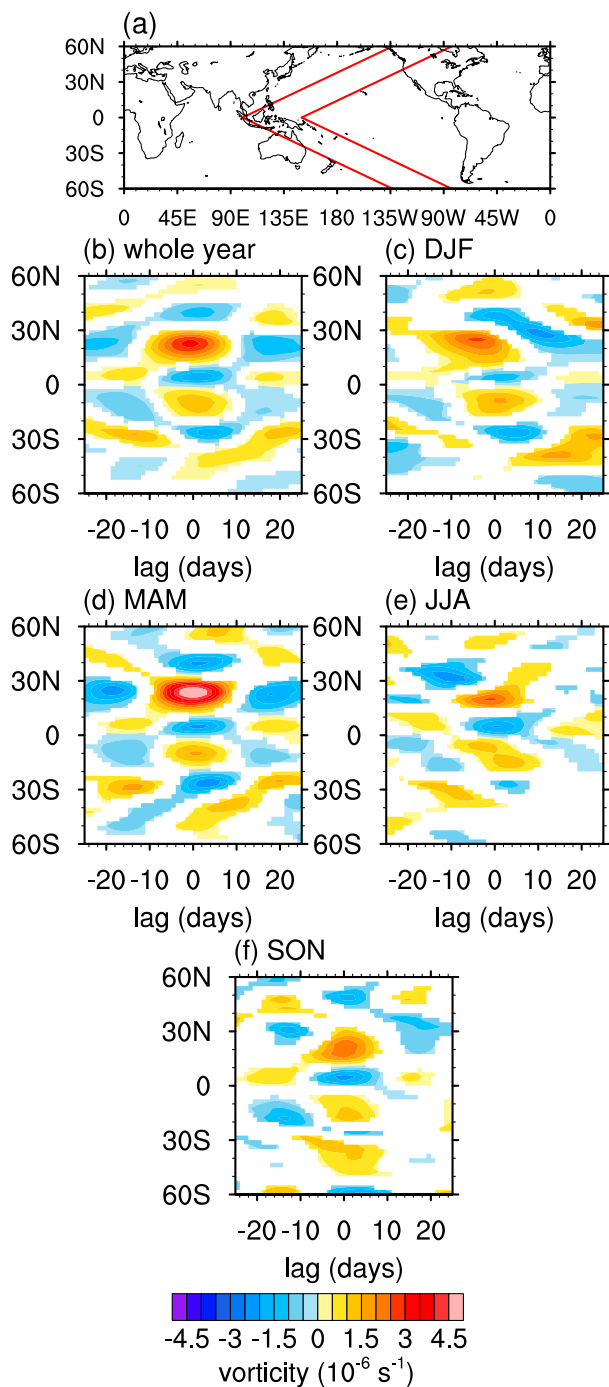 (a)
60N
30N
0
30S
60S
0 45E 90E 135E 180 135W 90W 45W 0
(b) whole year
(c) DJF
60N 60N
30N 30N
0 0
30S 30S
60S 60S
-20 -10 0 10 20 -20 -10 0 10 20
lag (days) lag (days)
(d) MAM
(e) JJA
60N 60N
30N 30N
0 0
30S 30S
60S 60S
-20 -10 0 10 20 -20 -10 0 10 20
lag (days) lag (days)
(f) SON
60N
30N
0
30S
60S
-20 -10 0 10 20
lag (days)
-4.5 -3 -1.5 0 1.5 3 4.5
vorticity (10⁻⁶ s⁻¹)